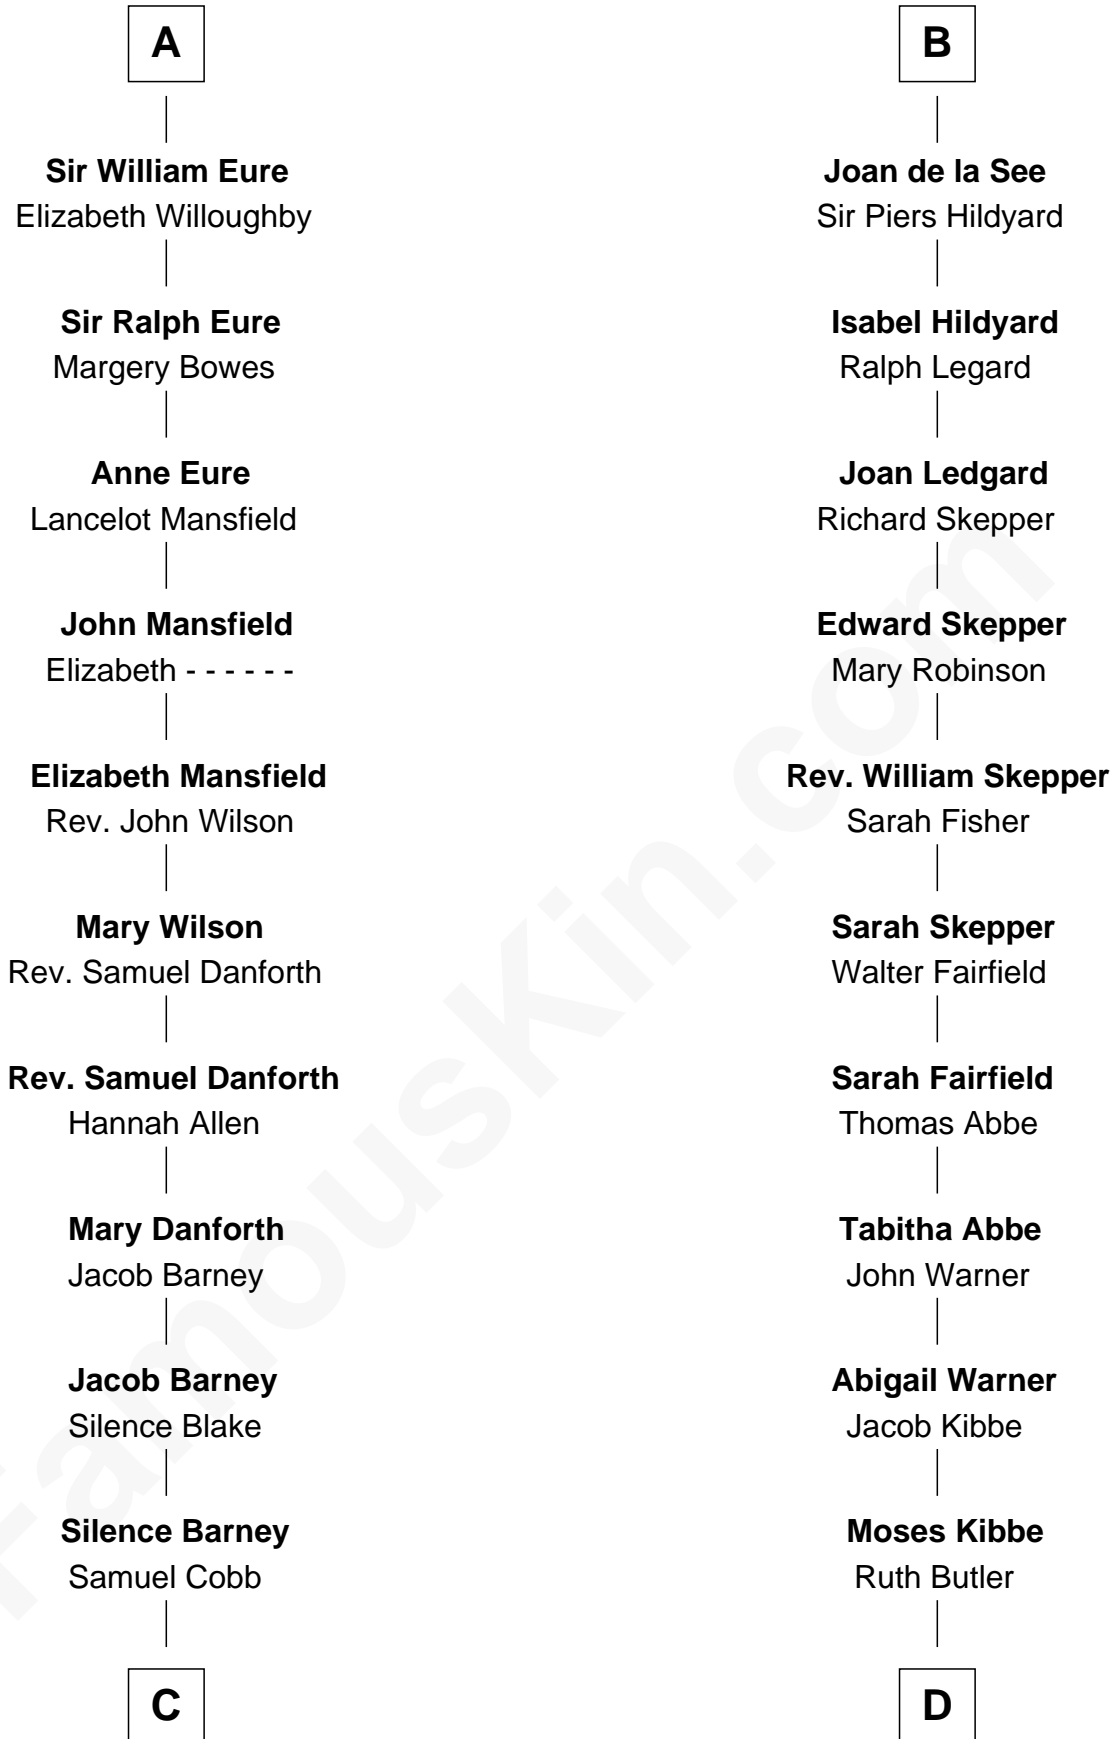 A
Sir William Eure
Elizabeth Willoughby
Sir Ralph Eure
Margery Bowes
Anne Eure
Lancelot Mansfield
John Mansfield
Elizabeth - - - - - -
Elizabeth Mansfield
Rev. John Wilson
Mary Wilson
Rev. Samuel Danforth
Rev. Samuel Danforth
Hannah Allen
Mary Danforth
Jacob Barney
Jacob Barney
Silence Blake
Silence Barney
Samuel Cobb
C
B
Joan de la See
Sir Piers Hildyard
Isabel Hildyard
Ralph Legard
Joan Ledgard
Richard Skepper
Edward Skepper
Mary Robinson
Rev. William Skepper
Sarah Fisher
Sarah Skepper
Walter Fairfield
Sarah Fairfield
Thomas Abbe
Tabitha Abbe
John Warner
Abigail Warner
Jacob Kibbe
Moses Kibbe
Ruth Butler
D
FamousKin.com